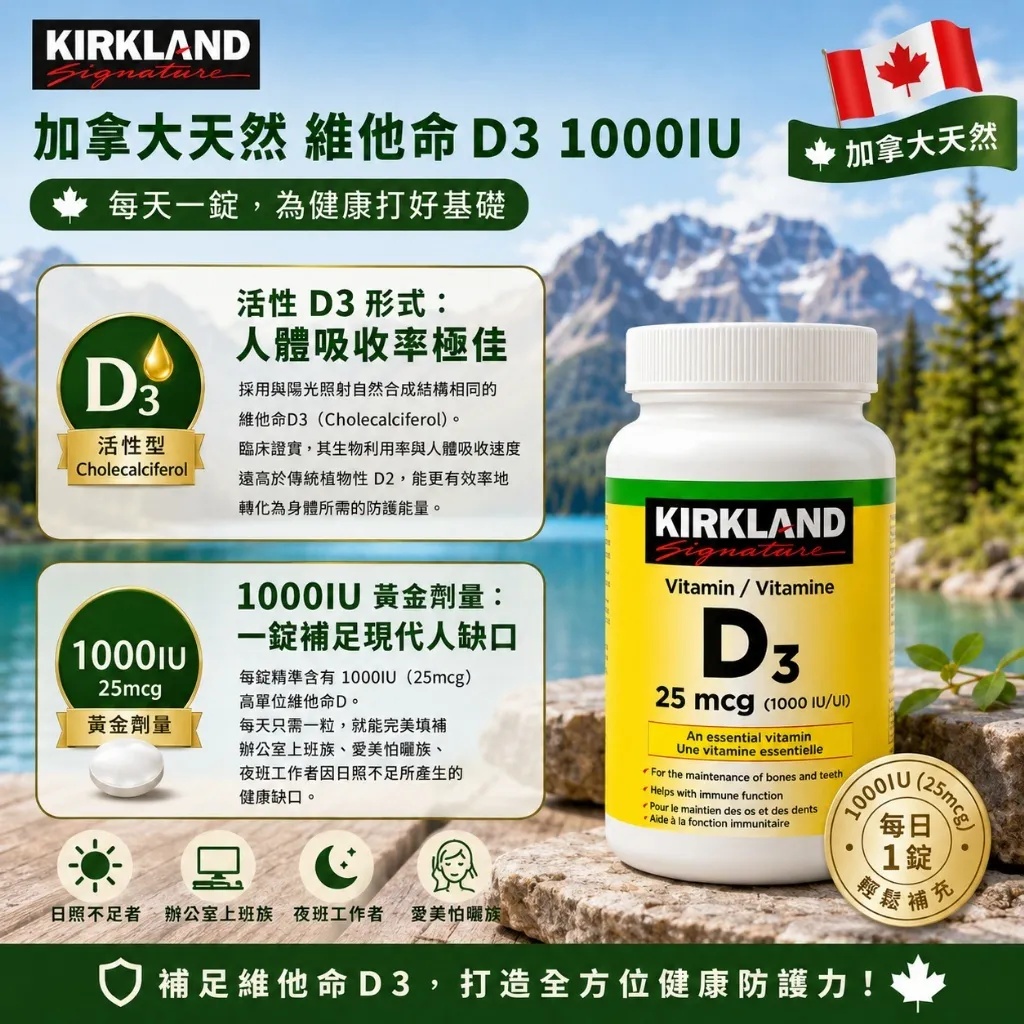 KIRKLAND
Signature
加拿大天然 維他命 D3 1000IU
加拿大天然
每天一錠，為健康打好基礎
活性 D3 形式：
人體吸收率極佳
D3
活性型
Cholecalciferol
採用與陽光照射自然合成結構相同的
維他命D3（Cholecalciferol）。
臨床證實，其生物利用率與人體吸收速度
遠高於傳統植物性 D2，能更有效率地
轉化為身體所需的防護能量。
1000IU 黃金劑量：
一錠補足現代人缺口
1000IU
25mcg
黃金劑量
每錠精準含有 1000IU（25mcg）
高單位維他命D。
每天只需一粒，就能完美填補
辦公室上班族、愛美怕曬族、
夜班工作者因日照不足所產生的
健康缺口。
日照不足者
辦公室上班族
夜班工作者
愛美怕曬族
KIRKLAND
Signature
Vitamin / Vitamine
D3
25 mcg (1000 IU/UI)
An essential vitamin
Une vitamine essentielle
For the maintenance of bones and teeth
Helps with immune function
Pour le maintien des os et des dents
Aide à la fonction immunitaire
1000IU (25mcg)
每日
1錠
輕鬆補充
補足維他命D3，打造全方位健康防護力！